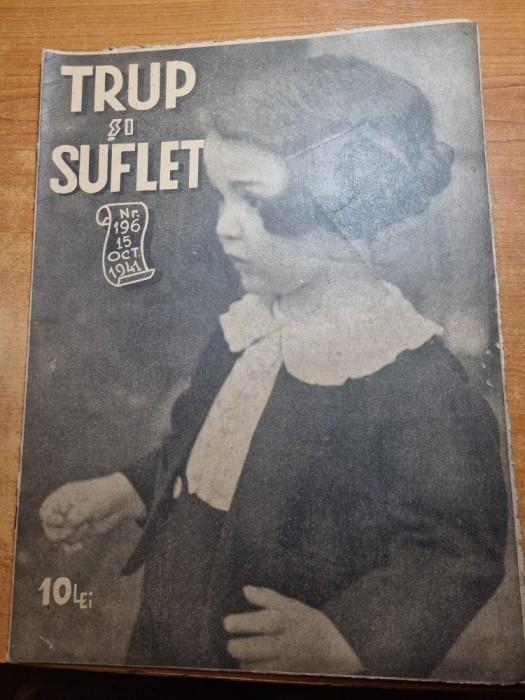 TRUP
ȘI
SUFLET
Nr.
196
15
OCT.
1941
10 LEi